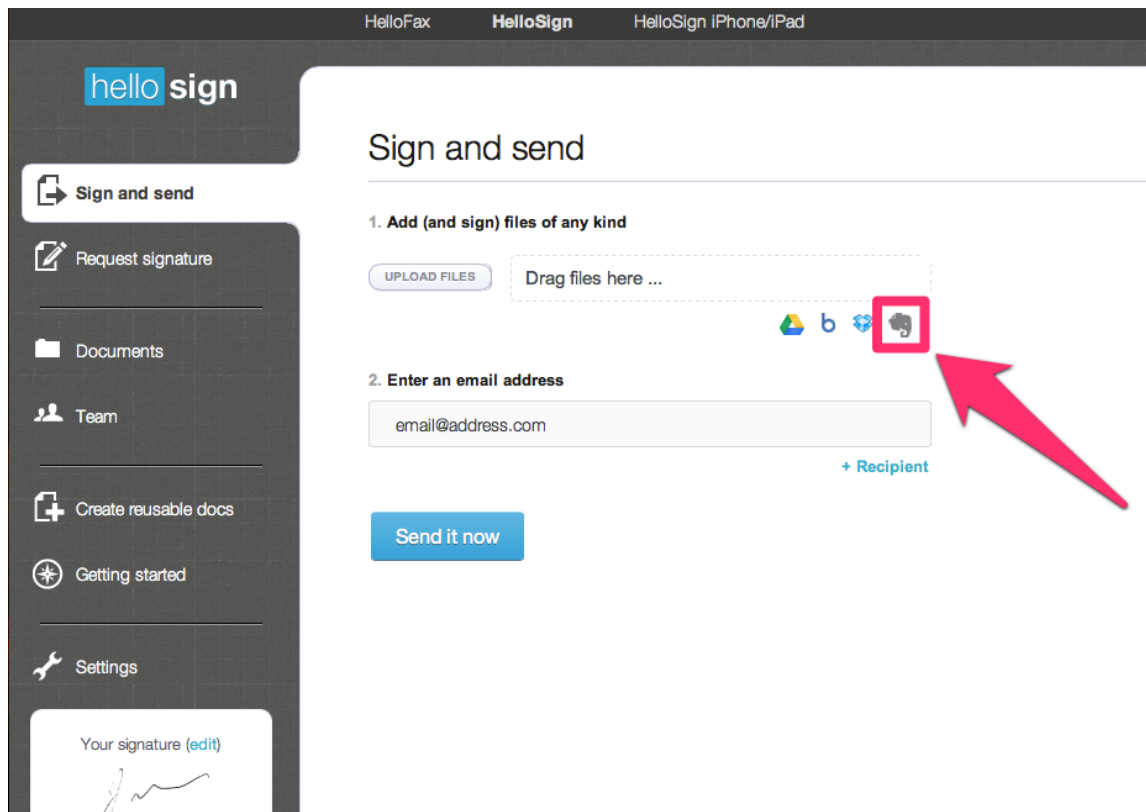 HelloFax HelloSign HelloSign iPhone/iPad
hello sign
Sign and send
Request signature
Documents
Team
Create reusable docs
Getting started
Settings
Your signature (edit)
Sign and send
1. Add (and sign) files of any kind
UPLOAD FILES Drag files here ...
2. Enter an email address
email@address.com
+ Recipient
Send it now